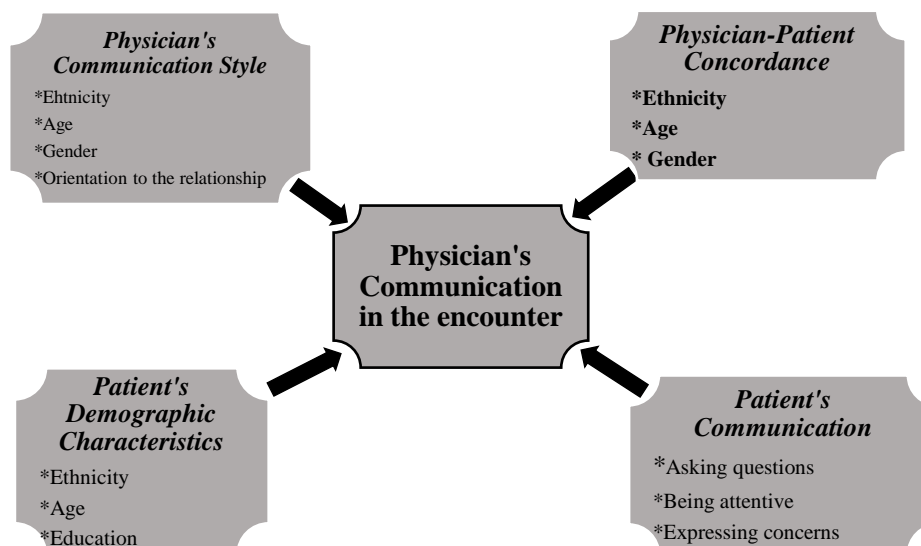 Physician's
Communication Style
*Ehtnicity
*Age
*Gender
*Orientation to the relationship
Physician-Patient
Concordance
*Ethnicity
*Age
* Gender
Physician's
Communication
in the encounter
Patient's
Demographic
Characteristics
*Ethnicity
*Age
*Education
Patient's
Communication
*Asking questions
*Being attentive
*Expressing concerns